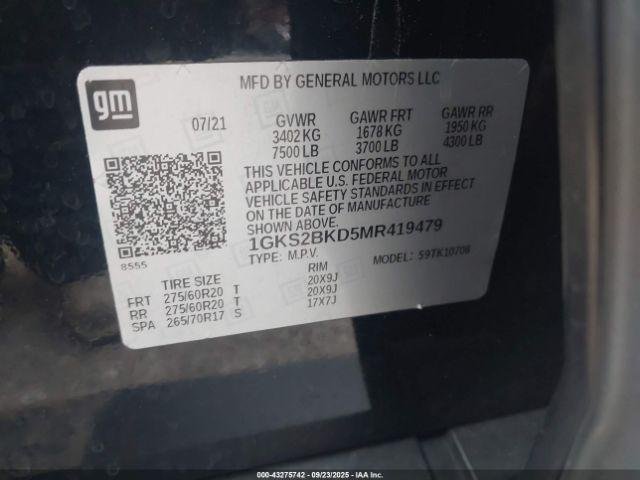 gm
MFD BY GENERAL MOTORS LLC
07/21 GVWR GAWR FRT GAWR RR
3402 KG 1678 KG 1950 KG
7500 LB 3700 LB 4300 LB
THIS VEHICLE CONFORMS TO ALL
APPLICABLE U.S. FEDERAL MOTOR
VEHICLE SAFETY STANDARDS IN EFFECT
ON THE DATE OF MANUFACTURE SHOWN ABOVE.
1GKS2BKD5MR419479
8555 TYPE: M.P.V. MODEL: 59TK10706
TIRE SIZE RIM
FRT 275/60R20 T 20X9J
RR 275/60R20 T 20X9J
SPA 265/70R17 S 17X7J
000-43275742 - 09/23/2025 - IAAI.COM